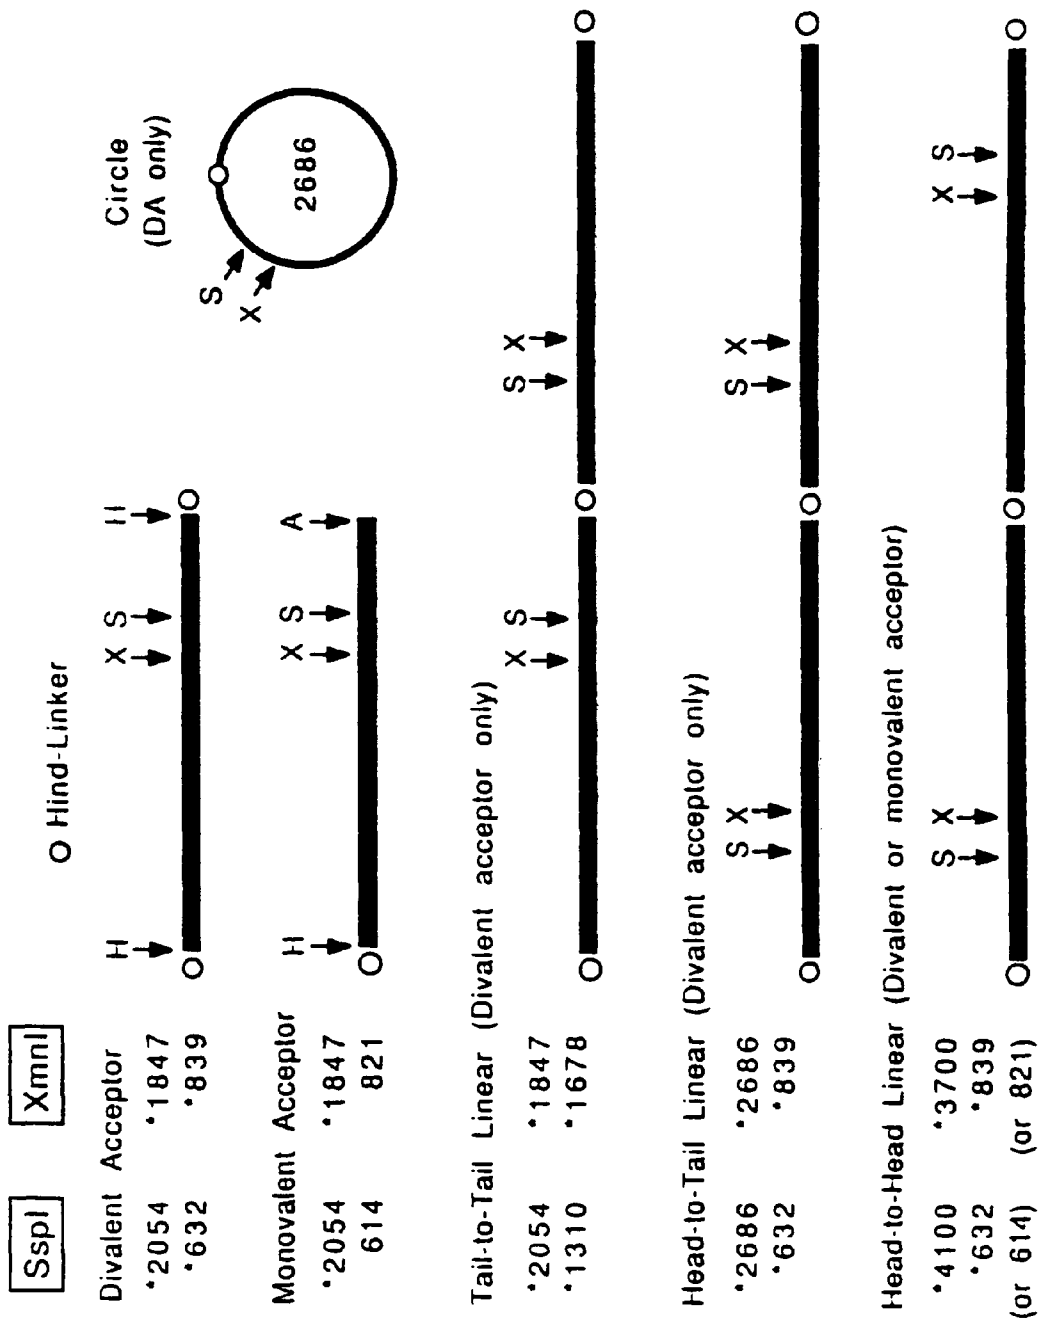 SspI XmnI
O Hind-Linker
Circle
(DA only)
2686
S
X
Divalent Acceptor
*2054 *1847
*632 *839
H X S H
Monovalent Acceptor
*2054 *1847
614 821
H X S A
Tail-to-Tail Linear (Divalent acceptor only)
*2054 *1847
*1310 *1678
X S S X
Head-to-Tail Linear (Divalent acceptor only)
*2686 *2686
*632 *839
S X S X
Head-to-Head Linear (Divalent or monovalent acceptor)
*4100 *3700
*632 *839
(or 614) (or 821)
S X X S